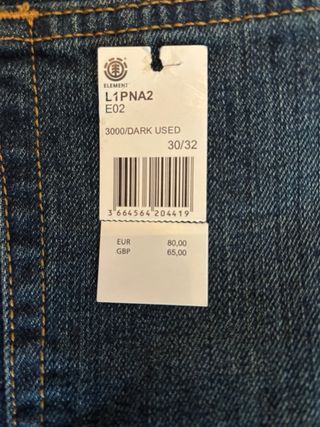 ELEMENT
L1PNA2
E02
3000/DARK USED
30/32
3 664564 204419
EUR 80,00
GBP 65,00